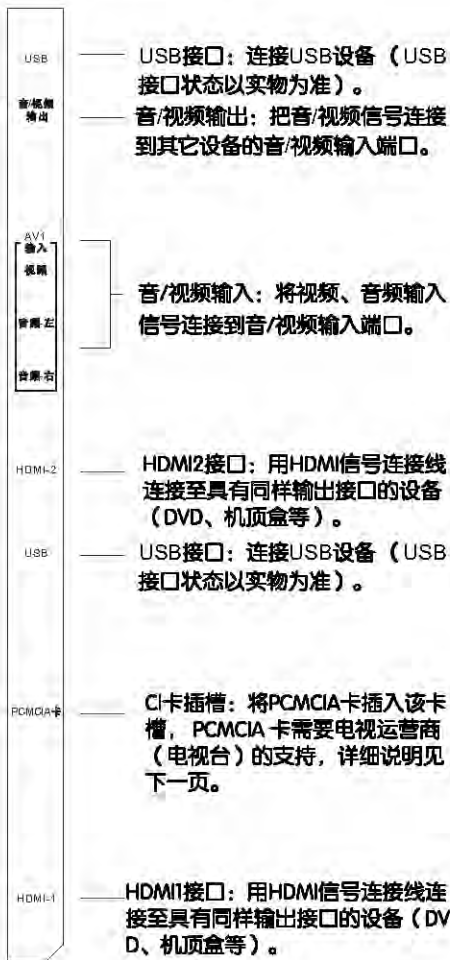 USB
USB接口：连接USB设备（USB
接口状态以实物为准）。
音/视频
输出
音/视频输出：把音/视频信号连接
到其它设备的音/视频输入端口。
AV1
输入
视频
音频-左
音频-右
音/视频输入：将视频、音频输入
信号连接到音/视频输入端口。
HDMI-2
HDMI2接口：用HDMI信号连接线
连接至具有同样输出接口的设备
（DVD、机顶盒等）。
USB
USB接口：连接USB设备（USB
接口状态以实物为准）。
PCMCIA卡
CI卡插槽：将PCMCIA卡插入该卡
槽，PCMCIA 卡需要电视运营商
（电视台）的支持，详细说明见
下一页。
HDMI-1
HDMI1接口：用HDMI信号连接线连
接至具有同样输出接口的设备（DV
D、机顶盒等）。